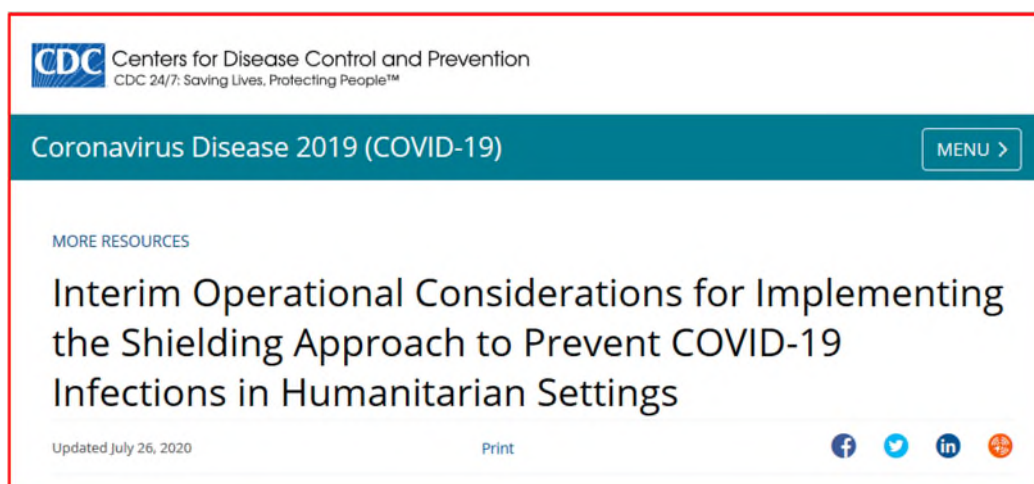 CDC Centers for Disease Control and Prevention
CDC 24/7: Saving Lives, Protecting People™
Coronavirus Disease 2019 (COVID-19)
MENU >
MORE RESOURCES
Interim Operational Considerations for Implementing
the Shielding Approach to Prevent COVID-19
Infections in Humanitarian Settings
Updated July 26, 2020
Print